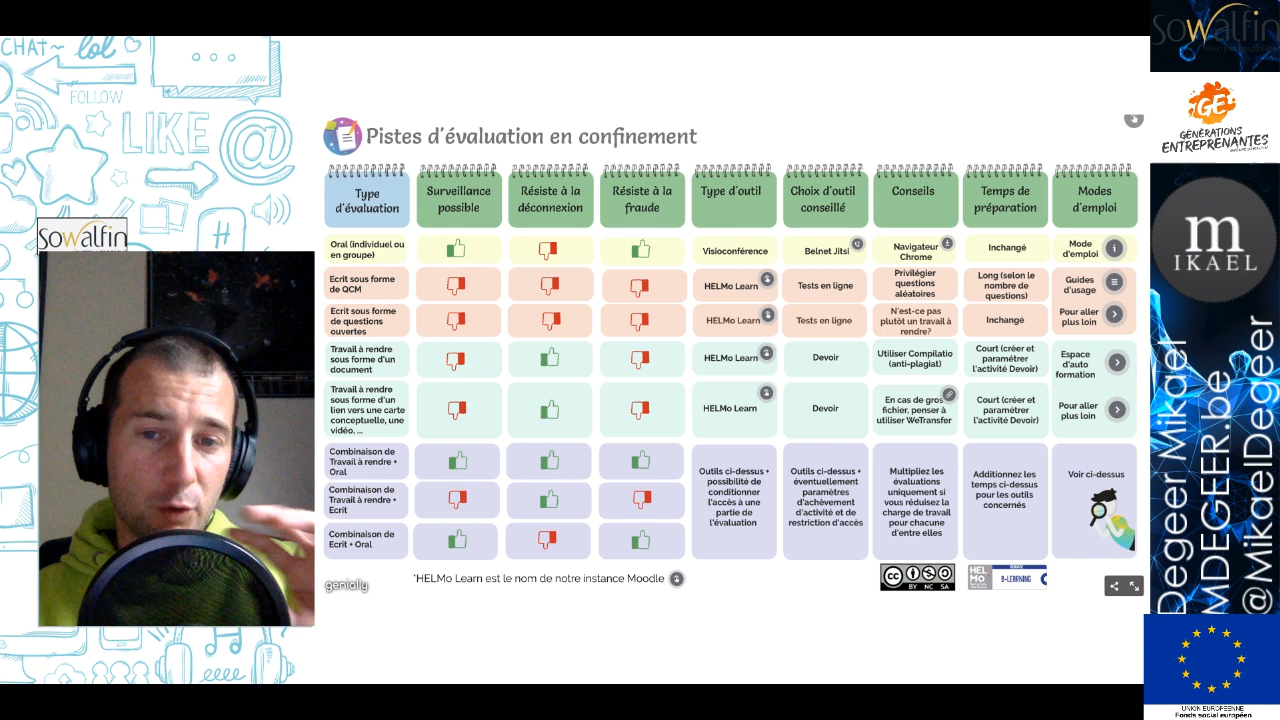 CHAT~ lol
FOLLOW
LIKE @
#
Sowalfin
Pistes d'évaluation en confinement
Type
d'évaluation
Surveillance
possible
Résiste à la
déconnexion
Résiste à la
fraude
Type d'outil
Choix d'outil
conseillé
Conseils
Temps de
préparation
Modes
d'emploi
Oral (individuel ou
en groupe)
Visioconférence
Belnet Jitsi
Navigateur
Chrome
Inchangé
Mode
d'emploi
Ecrit sous forme
de QCM
HELMo Learn
Tests en ligne
Privilégier
questions
aléatoires
Long (selon le
nombre de
questions)
Guides
d'usage
Ecrit sous forme
de questions
ouvertes
HELMo Learn
Tests en ligne
N'est-ce pas
plutôt un travail à
rendre?
Inchangé
Pour aller
plus loin
Travail à rendre
sous forme d'un
document
HELMo Learn
Devoir
Utiliser Compilatio
(anti-plagiat)
Court (créer et
paramétrer
l'activité Devoir)
Espace
d'auto
formation
Travail à rendre
sous forme d'un
lien vers une carte
conceptuelle, une
vidéo, ...
HELMo Learn
Devoir
En cas de gros
fichier, penser à
utiliser WeTransfer
Court (créer et
paramétrer
l'activité Devoir)
Pour aller
plus loin
Combinaison de
Travail à rendre +
Oral
Combinaison de
Travail à rendre +
Ecrit
Combinaison de
Ecrit + Oral
Outils ci-dessus +
possibilité de
conditionner
l'accès à une
partie de
l'évaluation
Outils ci-dessus +
éventuellement
paramètres
d'achèvement
d'activité et de
restriction d'accès
Multipliez les
évaluations
uniquement si
vous réduisez la
charge de travail
pour chacune
d'entre elles
Additionnez les
temps ci-dessus
pour les outils
concernés
Voir ci-dessus
genially
*HELMo Learn est le nom de notre instance Moodle
CC BY NC SA
HEL
MO
E-LEARNING
Sowalfin
GE
GÉNÉRATIONS
ENTREPRENANTES
m
IKAEL
Degeer Mikael
MDEGEER.be
@MikaelDegeer
UNION EUROPEENNE
Fonds social européen